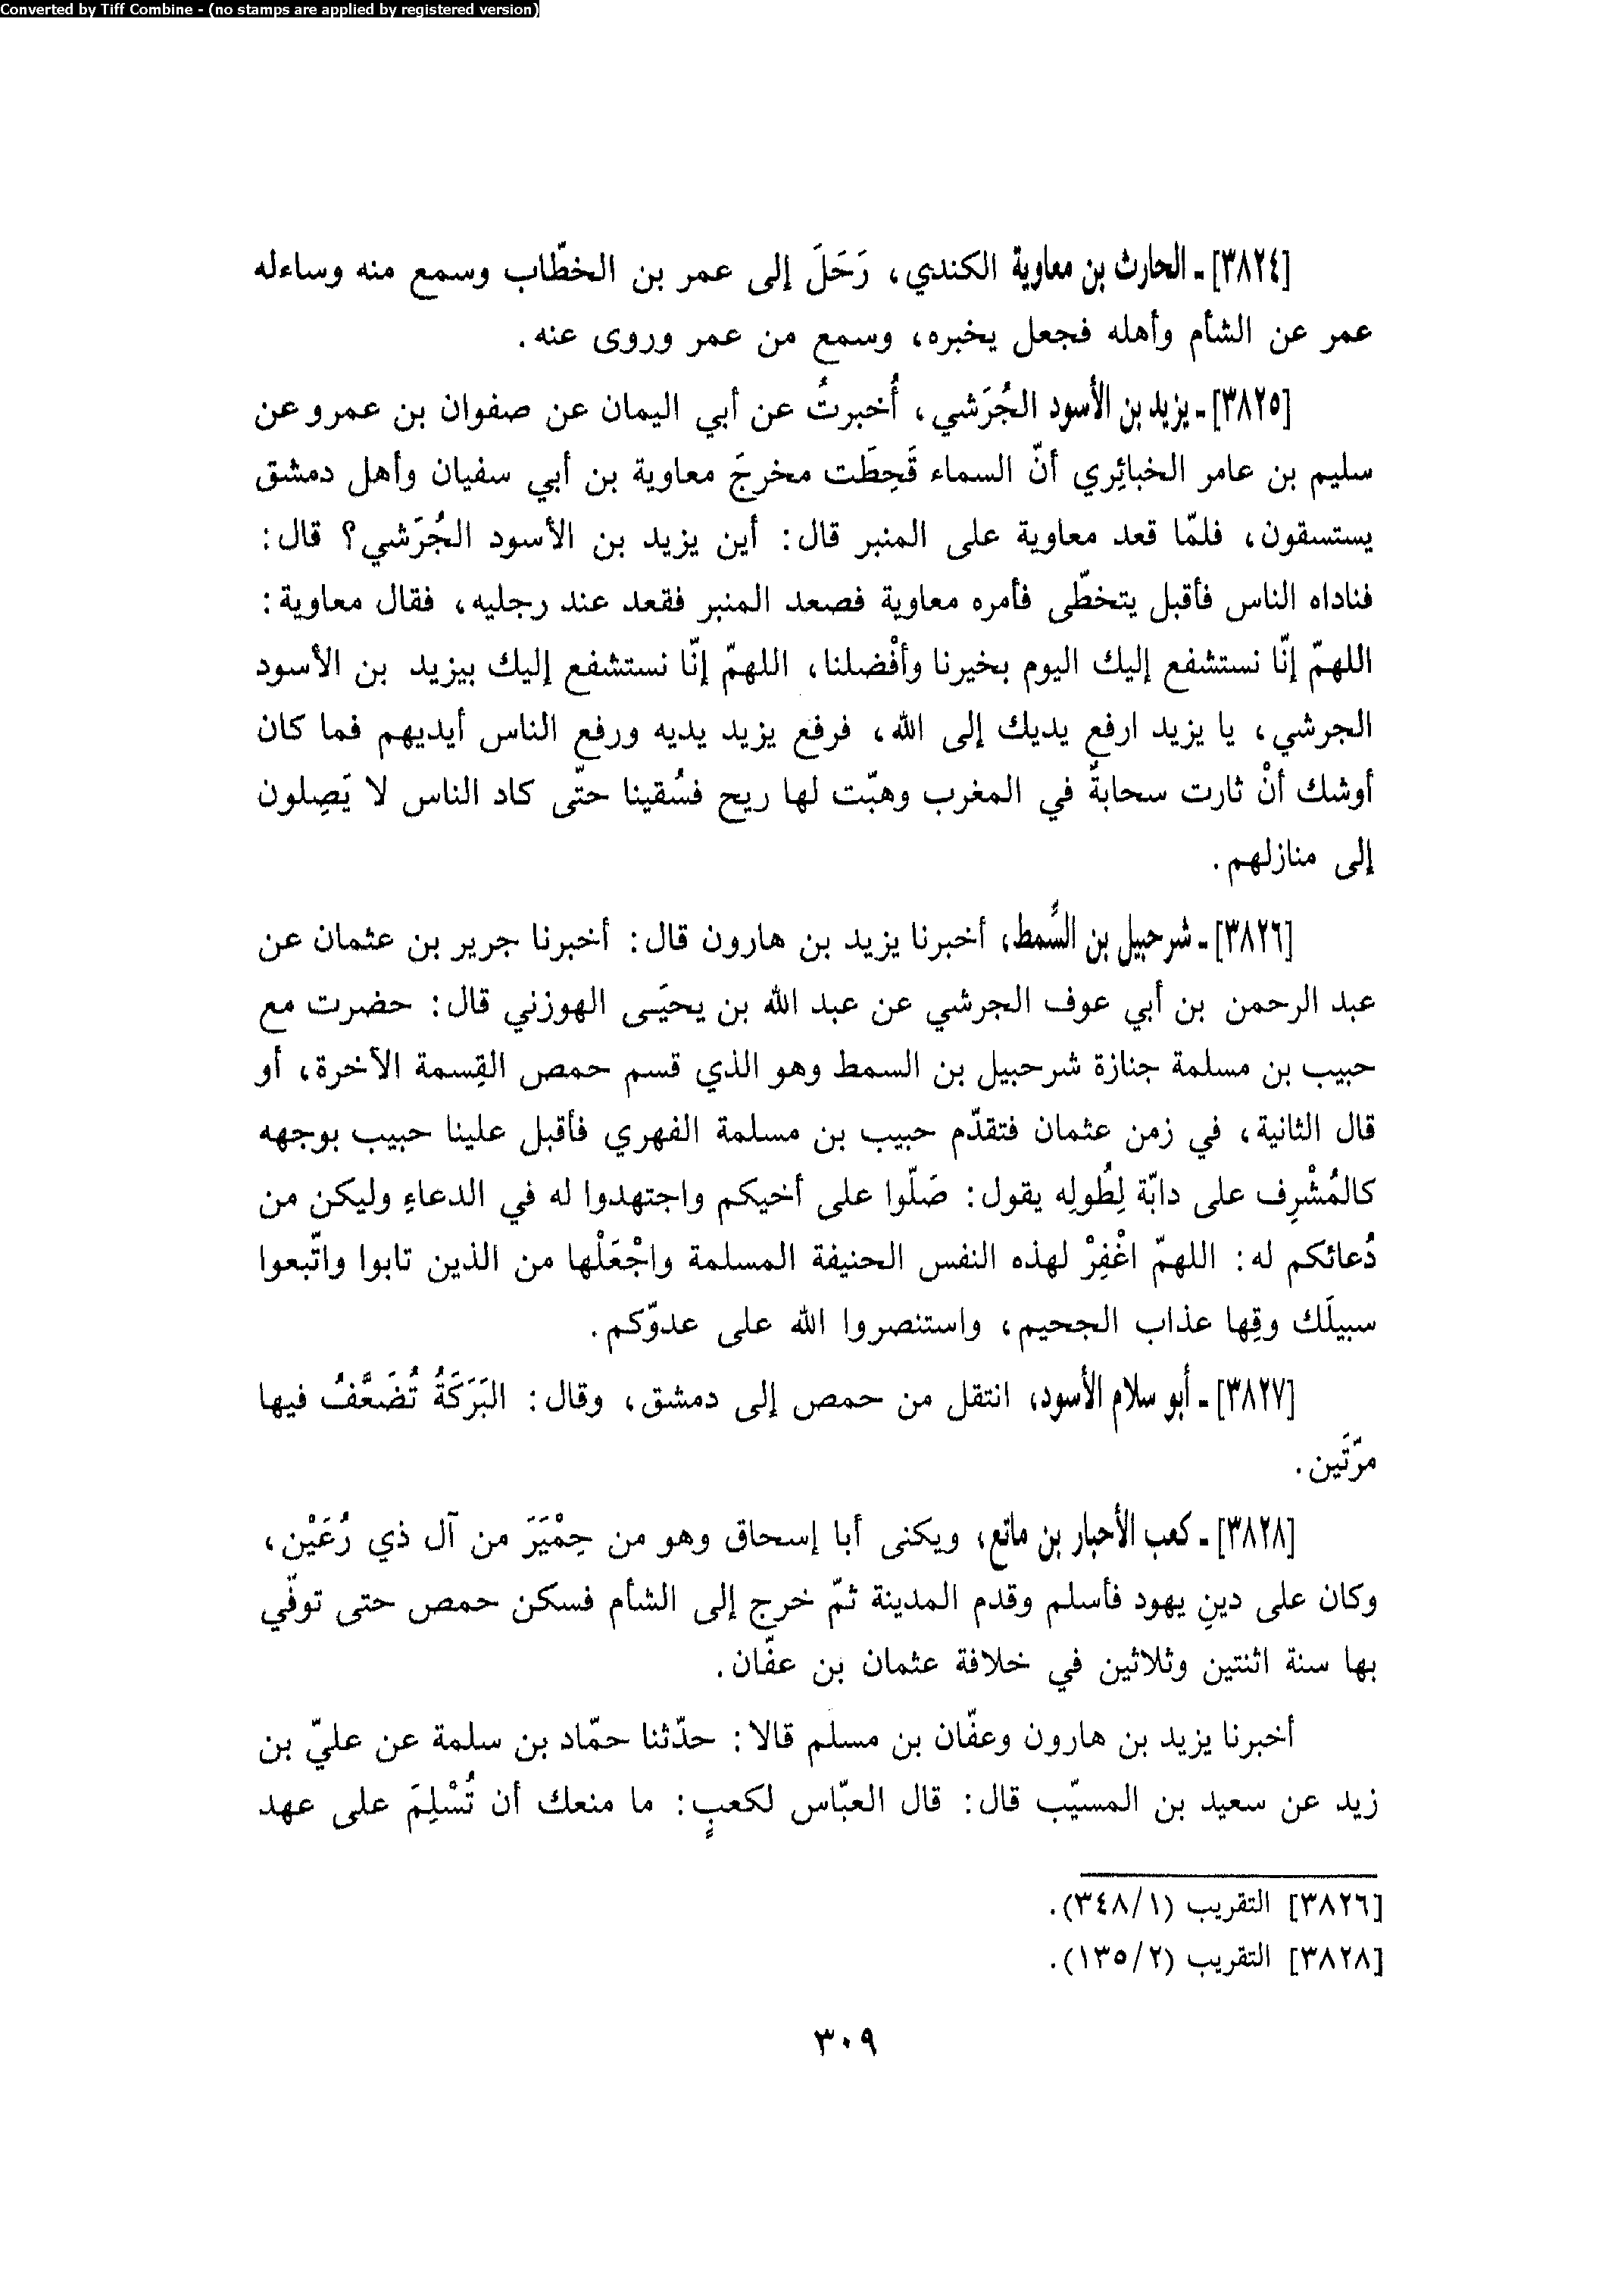 Converted by Tiff Combine - (no stamps are applied by registered version)
[٣٨٢٤] - الحارث بن معاوية الكندي، رَحَلَ إلى عمر بن الخطّاب وسمع منه وساءله
عمر عن الشأم وأهله فجعل يخبره، وسمع من عمر وروى عنه.
[٣٨٢٥] - يزيد بن الأسود الجُرَشي، أُخبرتُ عن أبي اليمان عن صفوان بن عمرو عن
سليم بن عامر الخبائِري أنّ السماء قَحِطَت مخرجَ معاوية بن أبي سفيان وأهل دمشق
يستسقون، فلمّا قعد معاوية على المنبر قال: أين يزيد بن الأسود الجُرَشي؟ قال:
فناداه الناس فأقبل يتخطّى فأمره معاوية فصعد المنبر فقعد عند رجليه، فقال معاوية:
اللهمّ إنّا نستشفع إليك اليوم بخيرنا وأفْضلنا، اللهمّ إنّا نستشفع إليك بيزيد بن الأسود
الجرشي، يا يزيد ارفع يديك إلى الله، فرفع يزيد يديه ورفع الناس أيديهم فما كان
أوشك أنْ ثارت سحابةٌ في المغرب وهبّت لها ريح فسُقينا حتّى كاد الناس لا يَصِلون
إلى منازلهم.
[٣٨٢٦] - شرحبيل بن السُّمط، أخبرنا يزيد بن هارون قال: أخبرنا جرير بن عثمان عن
عبد الرحمن بن أبي عوف الجرشي عن عبد الله بن يحيَى الهوزني قال: حضرت مع
حبيب بن مسلمة جنازة شرحبيل بن السمط وهو الذي قسم حمص القِسمة الآخرة، أو
قال الثانية، في زمن عثمان فتقدّم حبيب بن مسلمة الفهري فأقبل علينا حبيب بوجهه
كالمُشْرِف على دابّة لِطُولِه يقول: صَلّوا على أخيكم واجتهدوا له في الدعاءِ وليكن من
دُعائكم له: اللهمّ اغْفِرْ لهذه النفس الحنيفة المسلمة واجْعَلْها من الذين تابوا واتّبعوا
سبيلَك وقِها عذاب الجحيم، واستنصروا الله على عدوّكم.
[٣٨٢٧] - أبو سلام الأسود، انتقل من حمص إلى دمشق، وقال: البَرَكَةُ تُضَعَّفُ فيها
مرّتَين.
[٣٨٢٨] - كعب الأحبار بن ماتع، ويكنى أبا إسحاق وهو من حِمْيَرَ من آل ذي رُعَيْن،
وكان على دينِ يهود فأسلم وقدم المدينة ثمّ خرج إلى الشأم فسكن حمص حتى توفّي
بها سنة اثنتين وثلاثين في خلافة عثمان بن عفّان.
أخبرنا يزيد بن هارون وعفّان بن مسلم قالا: حدّثنا حمّاد بن سلمة عن عليّ بن
زيد عن سعيد بن المسيّب قال: قال العبّاس لكعبٍ: ما منعك أن تُسْلِمَ على عهد
[٣٨٢٦] التقريب (٣٤٨/١).
[٣٨٢٨] التقريب (١٣٥/٢).
٣٠٩